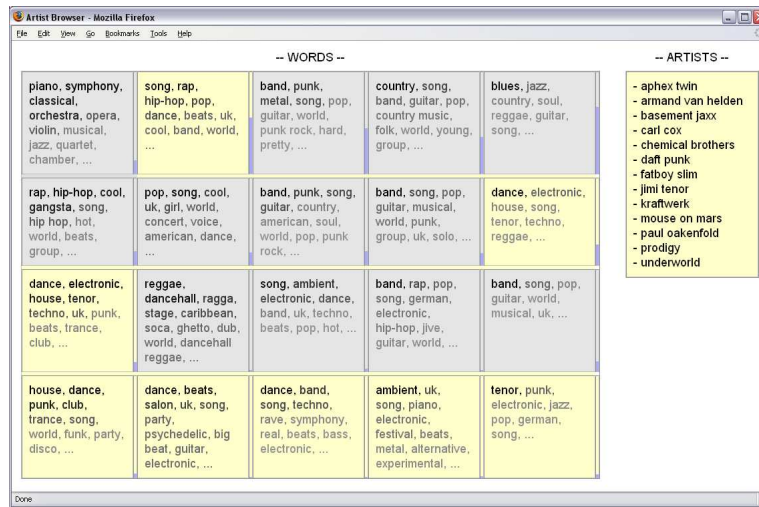 Artist Browser - Mozilla Firefox
File Edit View Go Bookmarks Tools Help
-- WORDS --
-- ARTISTS --
piano, symphony,
classical,
orchestra, opera,
violin, musical,
jazz, quartet,
chamber, ...
song, rap,
hip-hop, pop,
dance, beats, uk,
cool, band, world,
...
band, punk,
metal, song, pop,
guitar, world,
punk rock, hard,
pretty, ...
country, song,
band, guitar, pop,
country music,
folk, world, young,
group, ...
blues, jazz,
country, soul,
reggae, guitar,
song, ...
rap, hip-hop, cool,
gangsta, song,
hip hop, hot,
world, beats,
group, ...
pop, song, cool,
uk, girl, world,
concert, voice,
american, dance,
...
band, punk, song,
guitar, country,
american, soul,
world, pop, punk
rock, ...
band, song, pop,
guitar, musical,
world, punk,
group, uk, solo, ...
dance, electronic,
house, song,
tenor, techno,
reggae, ...
dance, electronic,
house, tenor,
techno, uk, punk,
beats, trance,
club, ...
reggae,
dancehall, ragga,
stage, caribbean,
soca, ghetto, dub,
world, dancehall
reggae, ...
song, ambient,
electronic, dance,
band, uk, techno,
beats, pop, hot, ...
band, rap, pop,
song, german,
electronic,
hip-hop, jive,
guitar, world, ...
band, song, pop,
guitar, world,
musical, uk, ...
house, dance,
punk, club,
trance, song,
world, funk, party,
disco, ...
dance, beats,
salon, uk, song,
party,
psychedelic, big
beat, guitar,
electronic, ...
dance, band,
song, techno,
rave, symphony,
real, beats, bass,
electronic, ...
ambient, uk,
song, piano,
electronic,
festival, beats,
metal, alternative,
experimental, ...
tenor, punk,
electronic, jazz,
pop, german,
song, ...
- aphex twin
- armand van helden
- basement jaxx
- carl cox
- chemical brothers
- daft punk
- fatboy slim
- jimi tenor
- kraftwerk
- mouse on mars
- paul oakenfold
- prodigy
- underworld
Done